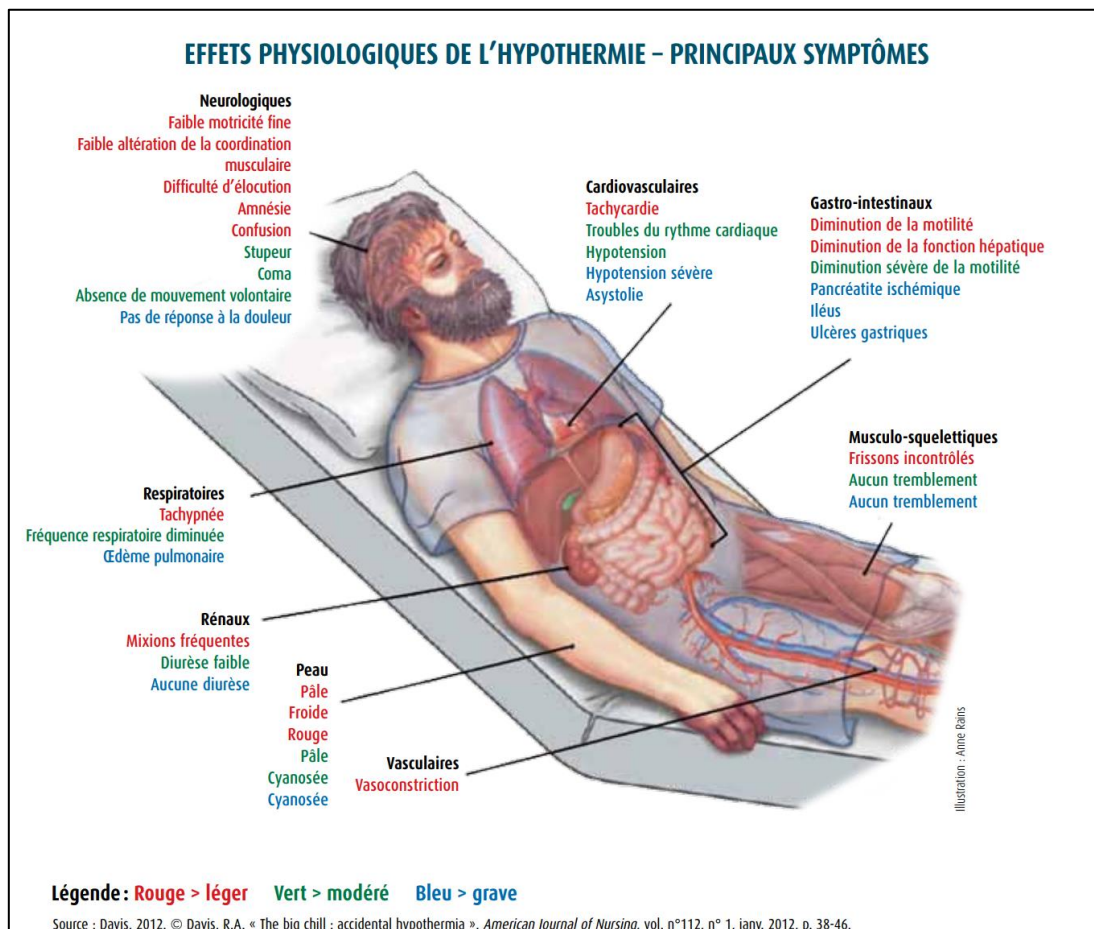 EFFETS PHYSIOLOGIQUES DE L'HYPOTHERMIE – PRINCIPAUX SYMPTÔMES
Neurologiques
Faible motricité fine
Faible altération de la coordination
musculaire
Difficulté d'élocution
Amnésie
Confusion
Stupeur
Coma
Absence de mouvement volontaire
Pas de réponse à la douleur
Cardiovasculaires
Tachycardie
Troubles du rythme cardiaque
Hypotension
Hypotension sévère
Asystolie
Gastro-intestinaux
Diminution de la motilité
Diminution de la fonction hépatique
Diminution sévère de la motilité
Pancréatite ischémique
Iléus
Ulcères gastriques
Musculo-squelettiques
Frissons incontrôlés
Aucun tremblement
Aucun tremblement
Respiratoires
Tachypnée
Fréquence respiratoire diminuée
Œdème pulmonaire
Rénaux
Mixions fréquentes
Diurèse faible
Aucune diurèse
Peau
Pâle
Froide
Rouge
Pâle
Cyanosée
Cyanosée
Vasculaires
Vasoconstriction
Illustration : Anne Rains
Légende : Rouge > léger Vert > modéré Bleu > grave
Source : Davis, 2012. © Davis, R.A. « The big chill : accidental hypothermia », American Journal of Nursing, vol. n°112, n° 1, janv. 2012, p. 38-46.